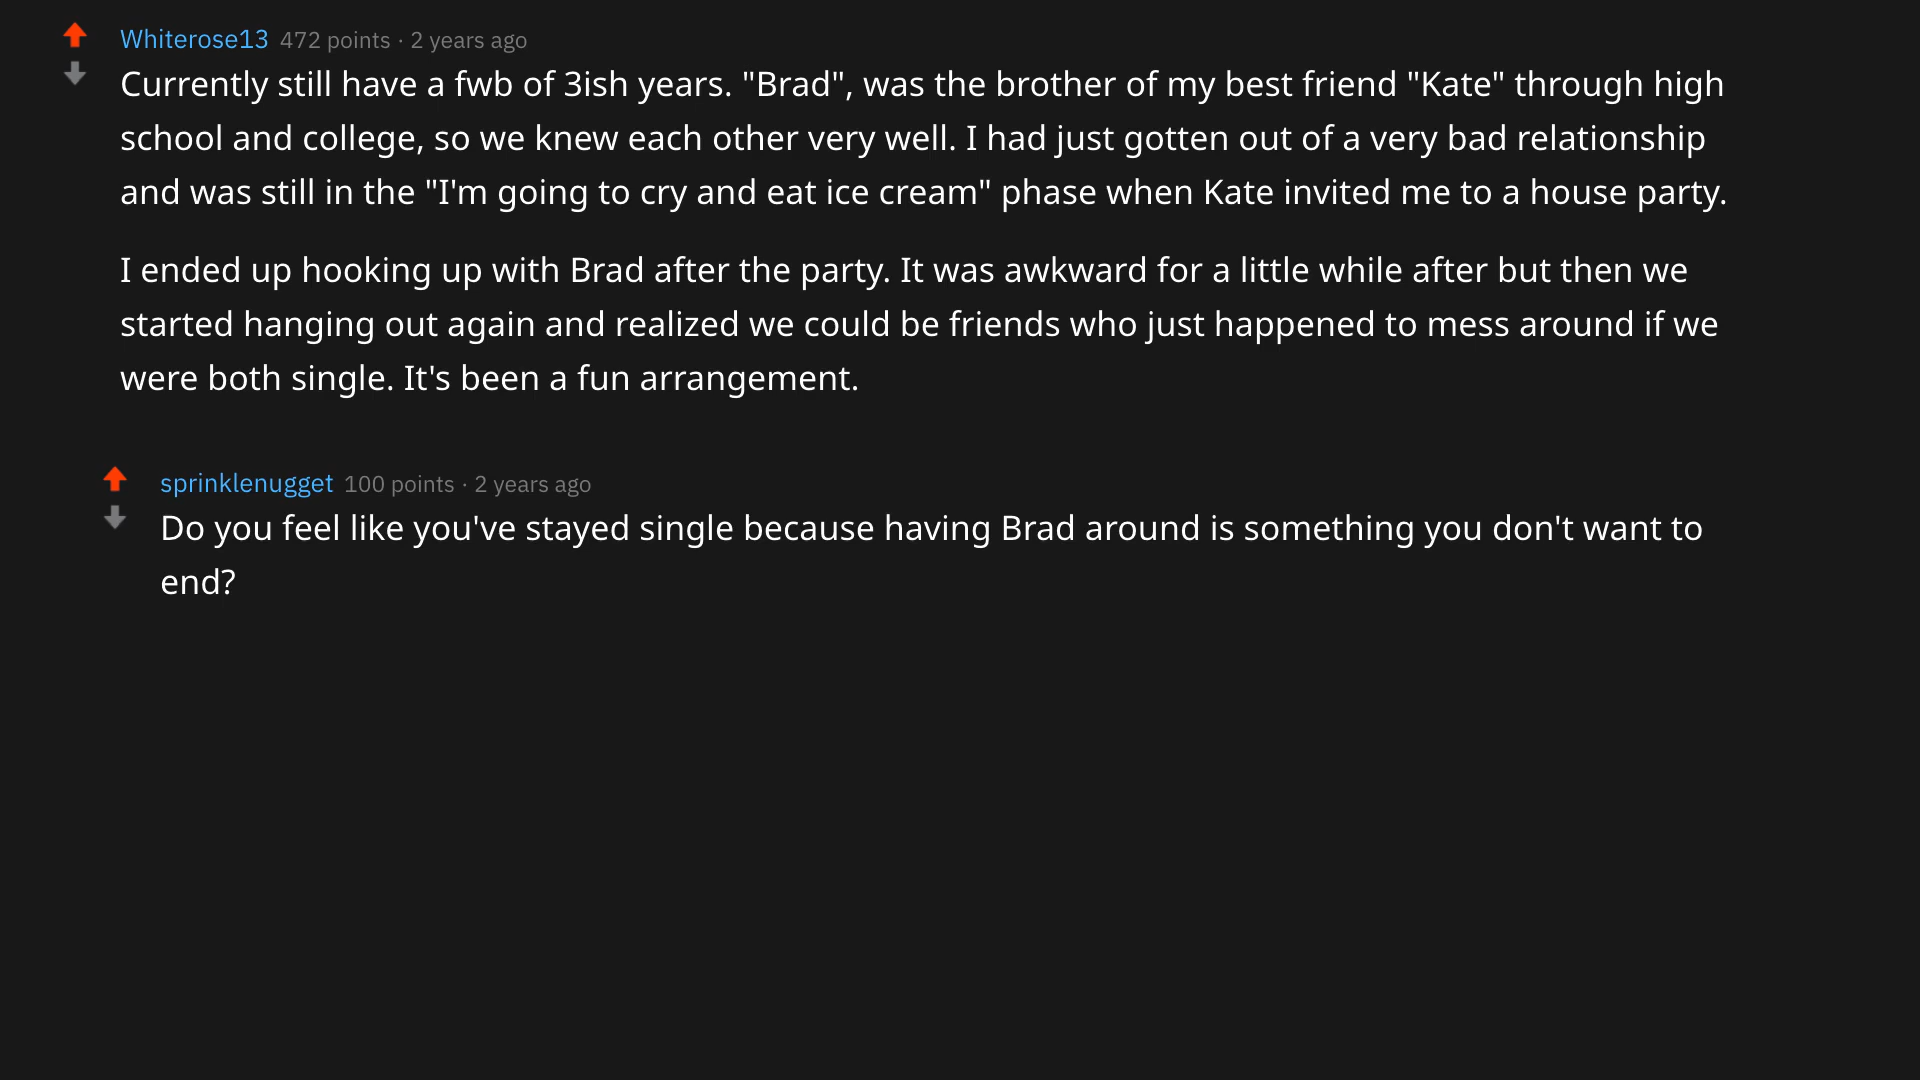 Whiterose13 472 points · 2 years ago
Currently still have a fwb of 3ish years. "Brad", was the brother of my best friend "Kate" through high
school and college, so we knew each other very well. I had just gotten out of a very bad relationship
and was still in the "I'm going to cry and eat ice cream" phase when Kate invited me to a house party.
I ended up hooking up with Brad after the party. It was awkward for a little while after but then we
started hanging out again and realized we could be friends who just happened to mess around if we
were both single. It's been a fun arrangement.
sprinklenugget 100 points · 2 years ago
Do you feel like you've stayed single because having Brad around is something you don't want to
end?